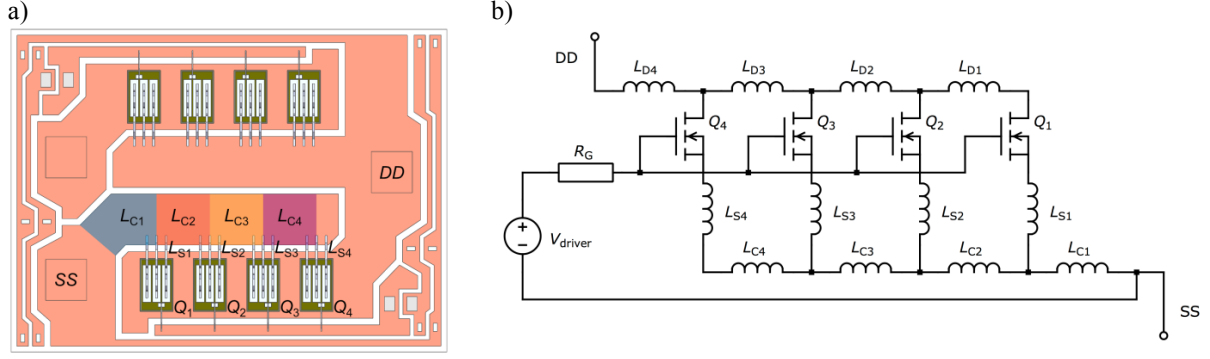 a)
DD
LC1 LC2 LC3 LC4
LS1 LS2 LS3 LS4
SS
Q1 Q2 Q3 Q4
b)
DD
LD4 LD3 LD2 LD1
Q4 Q3 Q2 Q1
RG
LS4 LS3 LS2 LS1
Vdriver
LC4 LC3 LC2 LC1
SS